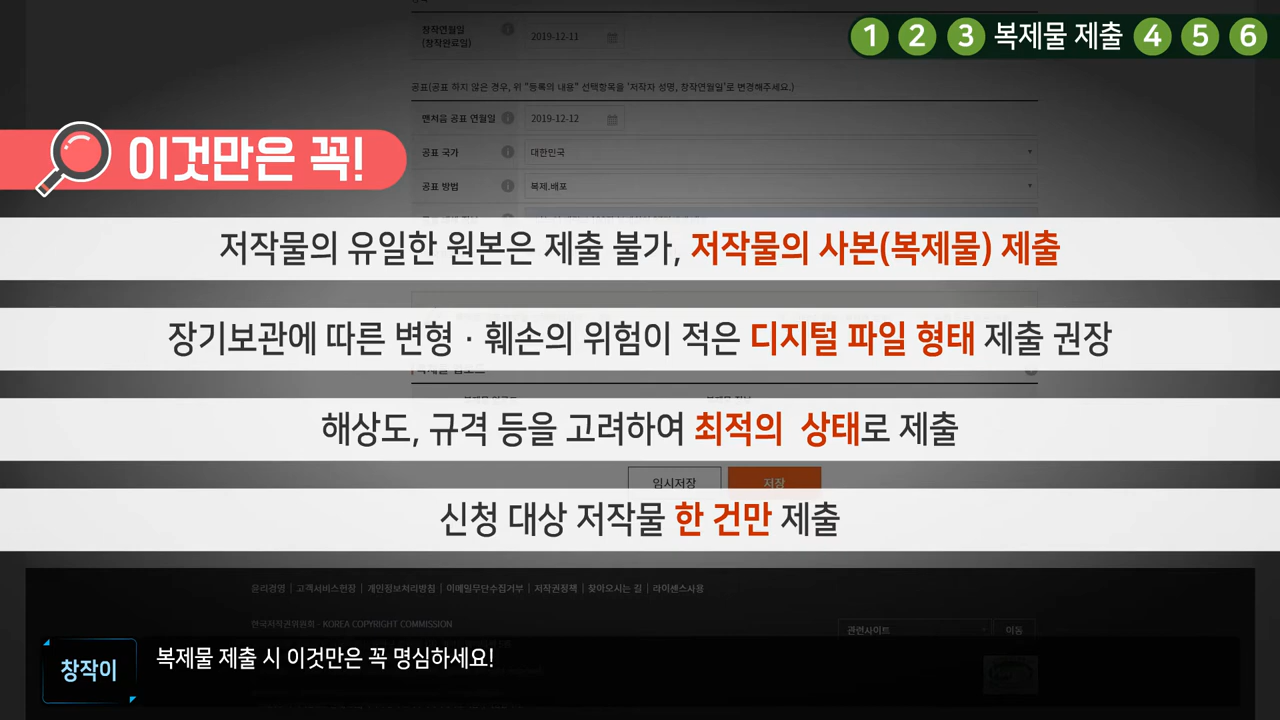 창작연월일
(창작완료일)
2019-12-11
1 2 3 복제물 제출 4 5 6
공표(공표 하지 않은 경우, 위 "등록의 내용" 선택항목을 '저작자 성명, 창작연월일'로 변경해주세요.)
맨처음 공표 연월일
2019-12-12
이것만은 꼭!
공표 국가
대한민국
공표 방법
복제,배포
저작물의 유일한 원본은 제출 불가, 저작물의 사본(복제물) 제출
장기보관에 따른 변형 · 훼손의 위험이 적은 디지털 파일 형태 제출 권장
해상도, 규격 등을 고려하여 최적의 상태로 제출
임시저장 저장
신청 대상 저작물 한 건만 제출
윤리경영 | 고객서비스헌장 | 개인정보처리방침 | 이메일무단수집거부 | 저작권정책 | 찾아오시는 길 | 라이센스사용
한국저작권위원회 - KOREA COPYRIGHT COMMISSION
관련사이트 이동
창작이
복제물 제출 시 이것만은 꼭 명심하세요!